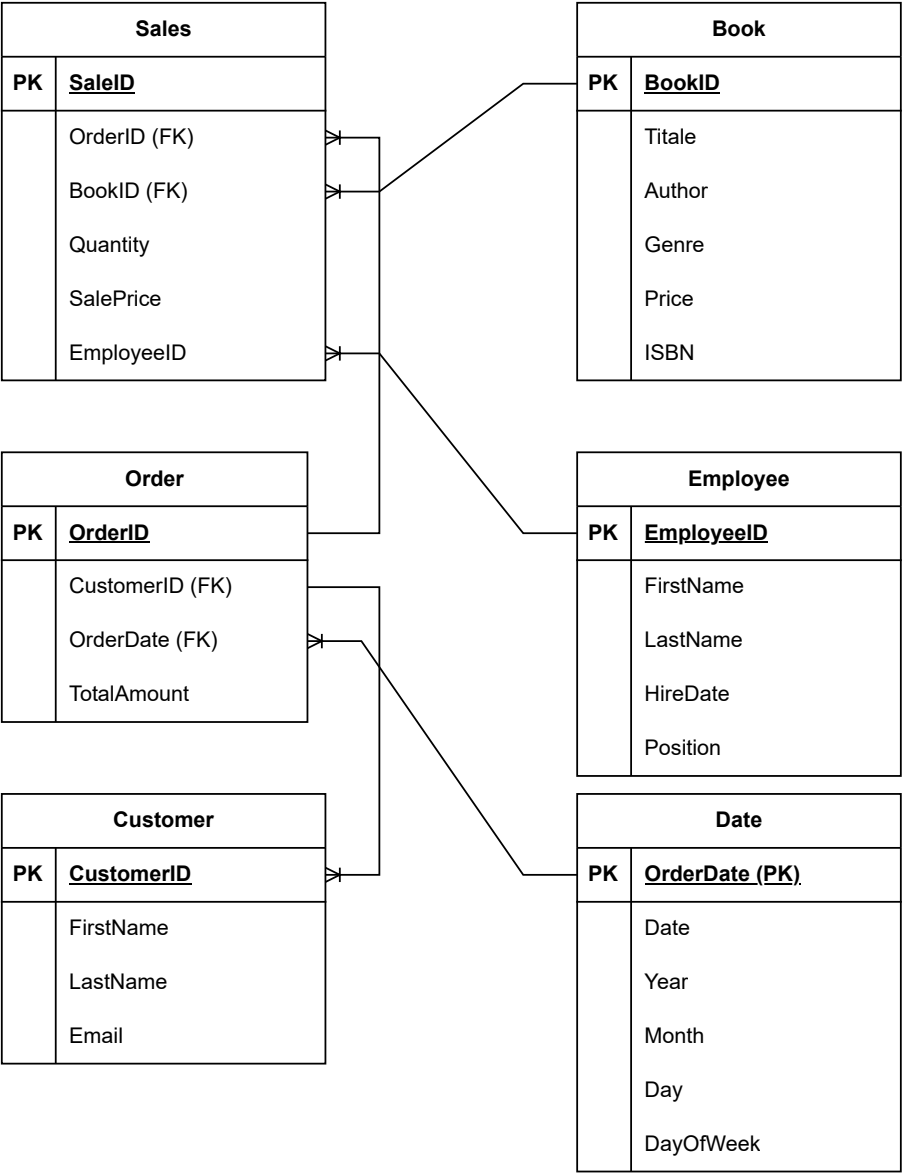 Sales
PK SaleID
OrderID (FK)
BookID (FK)
Quantity
SalePrice
EmployeeID
Book
PK BookID
Titale
Author
Genre
Price
ISBN
Order
PK OrderID
CustomerID (FK)
OrderDate (FK)
TotalAmount
Employee
PK EmployeeID
FirstName
LastName
HireDate
Position
Customer
PK CustomerID
FirstName
LastName
Email
Date
PK OrderDate (PK)
Date
Year
Month
Day
DayOfWeek